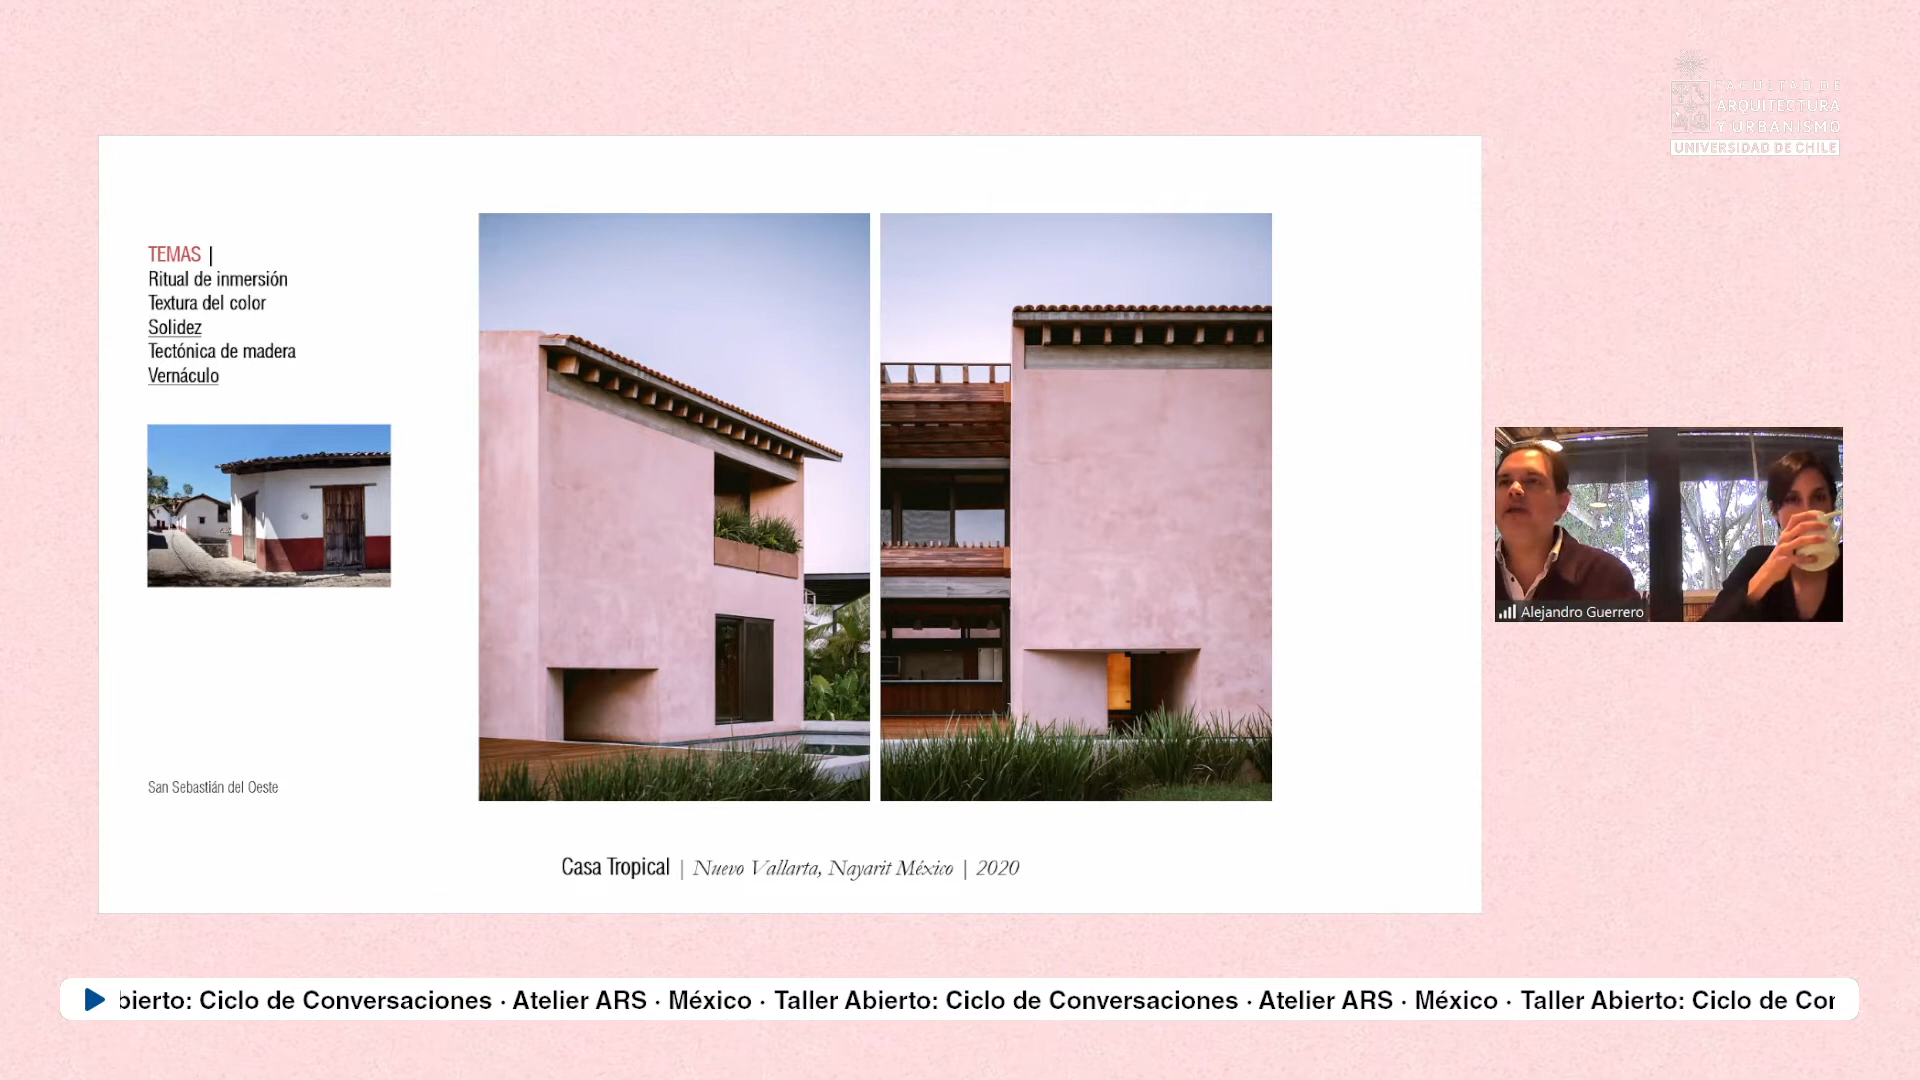 FACULTAD DE
ARQUITECTURA
Y URBANISMO
UNIVERSIDAD DE CHILE
TEMAS |
Ritual de inmersión
Textura del color
Solidez
Tectónica de madera
Vernáculo
San Sebastián del Oeste
Casa Tropical | Nuevo Vallarta, Nayarit México | 2020
Alejandro Guerrero
bierto: Ciclo de Conversaciones · Atelier ARS · México · Taller Abierto: Ciclo de Conversaciones · Atelier ARS · México · Taller Abierto: Ciclo de Cor